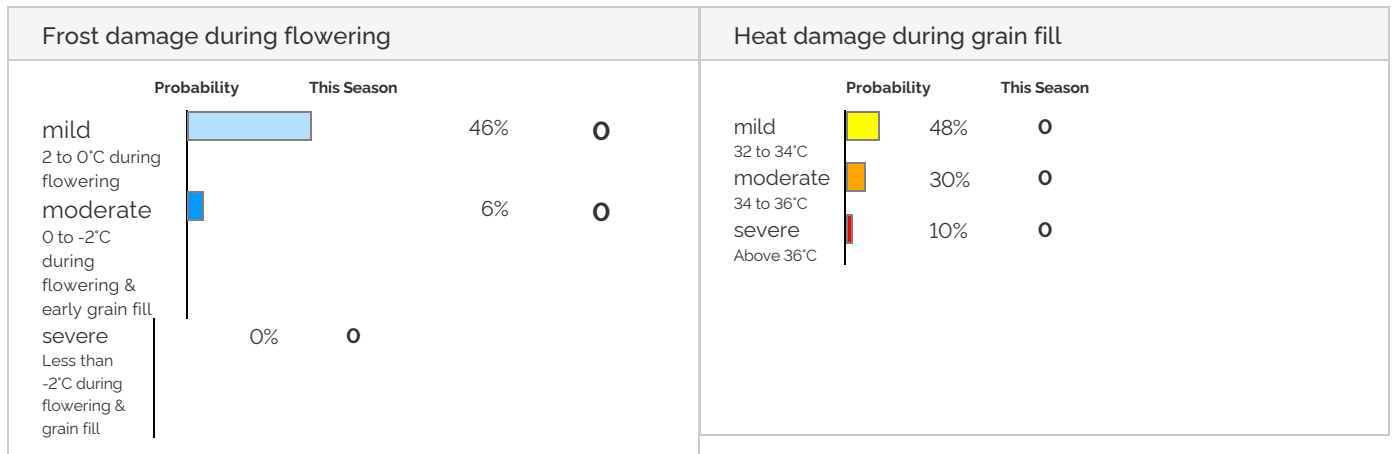 Frost damage during flowering
Probability This Season
mild 46% 0
2 to 0°C during
flowering
moderate 6% 0
0 to -2°C
during
flowering &
early grain fill
severe 0% 0
Less than
-2°C during
flowering &
grain fill
Heat damage during grain fill
Probability This Season
mild 48% 0
32 to 34°C
moderate 30% 0
34 to 36°C
severe 10% 0
Above 36°C